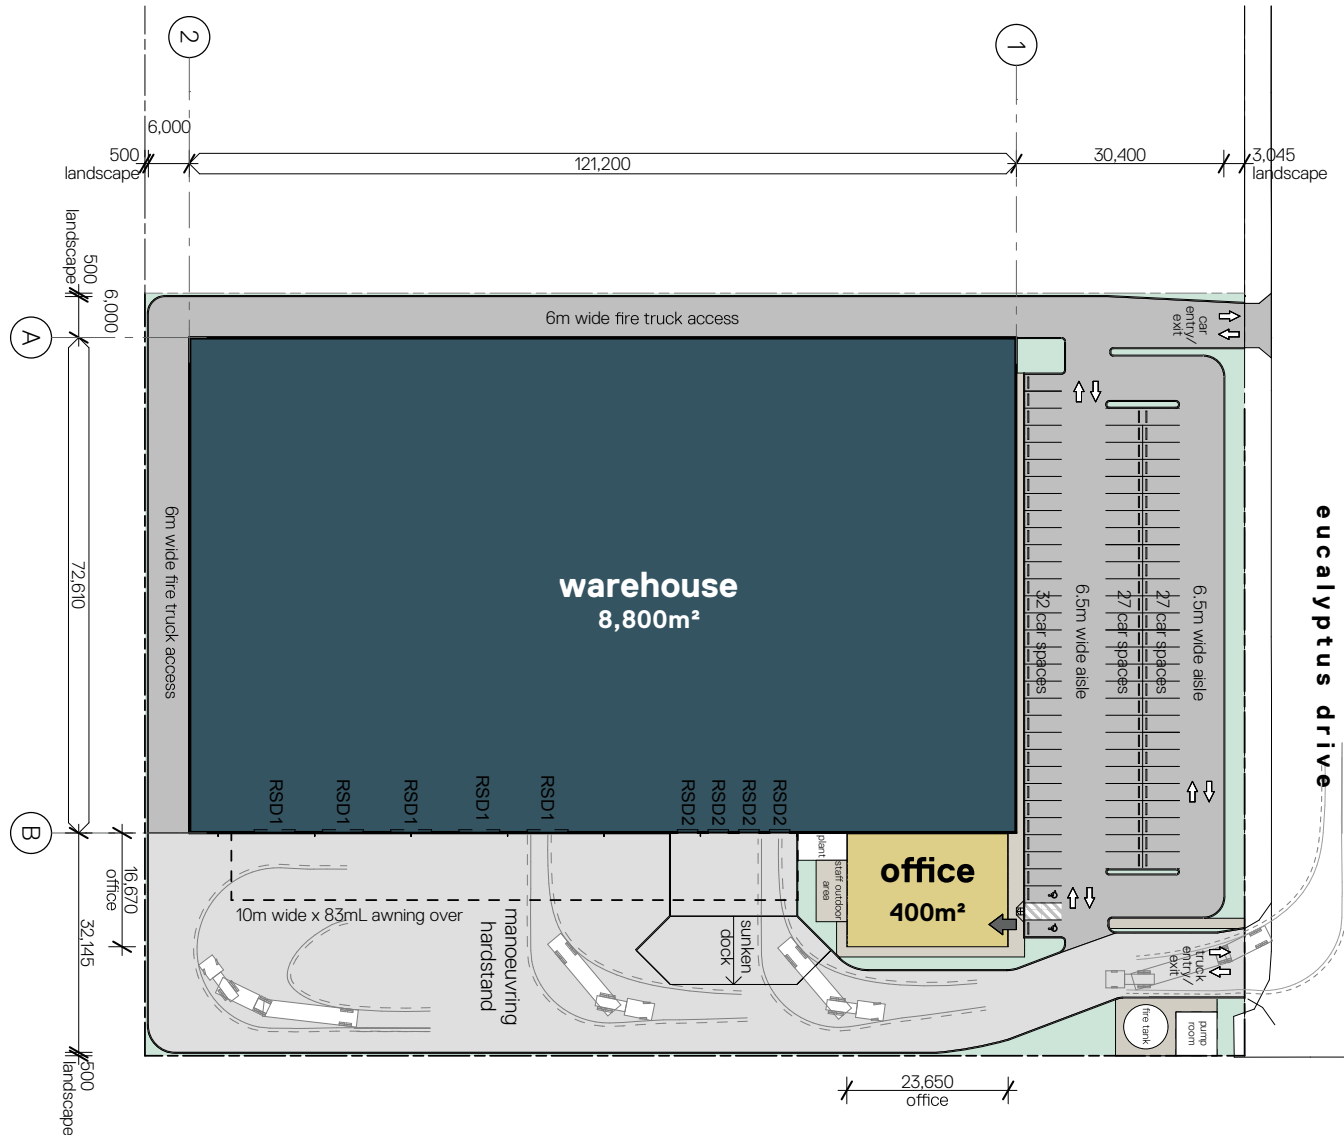 2
1
6,000
500
landscape
121,200
30,400
3,045
landscape
landscape
500
6,000
A
6m wide fire truck access
car
entry/
exit
72,610
6m wide fire truck access
warehouse
8,800m²
32 car spaces
6.5m wide aisle
27 car spaces
27 car spaces
6.5m wide aisle
eucalyptus drive
RSD1
RSD1
RSD1
RSD1
RSD1
RSD2
RSD2
RSD2
RSD2
B
16,670
office
32,145
10m wide x 83mL awning over
manoeuvring
hardstand
sunken
dock
plant
staff outdoor
area
office
400m²
truck
entry/
exit
fire tank
pump
room
500
landscape
23,650
office